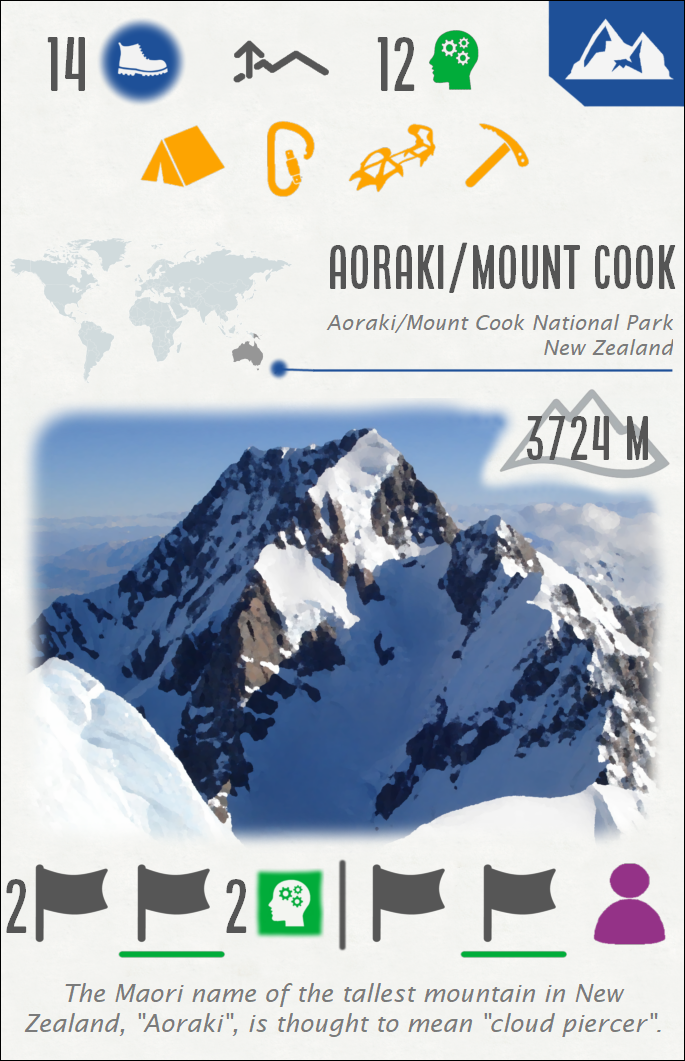 14 12
AORAKI/MOUNT COOK
Aoraki/Mount Cook National Park
New Zealand
3724 M
2 2
The Maori name of the tallest mountain in New
Zealand, "Aoraki", is thought to mean "cloud piercer".